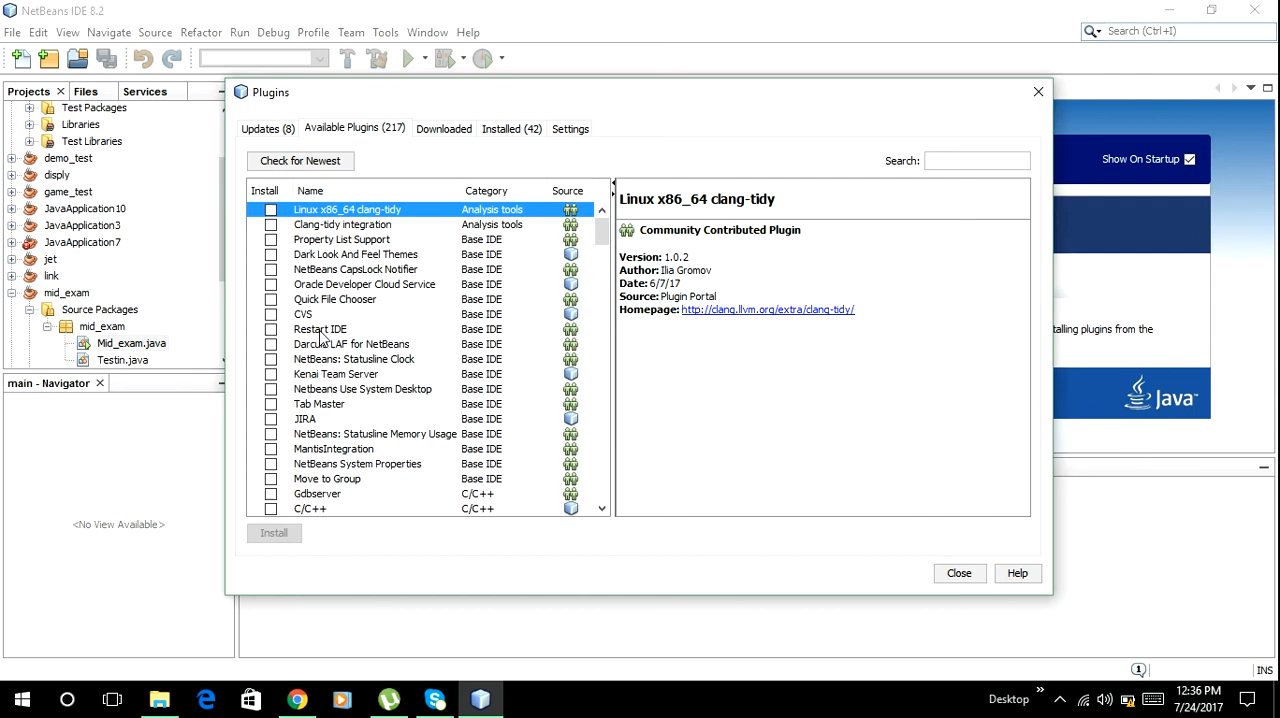 NetBeans IDE 8.2
File Edit View Navigate Source Refactor Run Debug Profile Team Tools Window Help
Search (Ctrl+I)
Projects Files Services
Test Packages
Libraries
Test Libraries
demo_test
disply
game_test
JavaApplication10
JavaApplication3
JavaApplication7
jet
link
mid_exam
Source Packages
mid_exam
Mid_exam.java
Testin.java
main - Navigator
<No View Available>
Plugins
Updates (8) Available Plugins (217) Downloaded Installed (42) Settings
Check for Newest
Search:
Install Name Category Source
Linux x86_64 clang-tidy Analysis tools
Clang-tidy integration Analysis tools
Property List Support Base IDE
Dark Look And Feel Themes Base IDE
NetBeans CapsLock Notifier Base IDE
Oracle Developer Cloud Service Base IDE
Quick File Chooser Base IDE
CVS Base IDE
Restart IDE Base IDE
Darcula LAF for NetBeans Base IDE
NetBeans: Statusline Clock Base IDE
Kenai Team Server Base IDE
Netbeans Use System Desktop Base IDE
Tab Master Base IDE
JIRA Base IDE
NetBeans: Statusline Memory Usage Base IDE
MantisIntegration Base IDE
NetBeans System Properties Base IDE
Move to Group Base IDE
Gdbserver C/C++
C/C++ C/C++
Install
Linux x86_64 clang-tidy
Community Contributed Plugin
Version: 1.0.2
Author: Ilia Gromov
Date: 6/7/17
Source: Plugin Portal
Homepage: http://clang.llvm.org/extra/clang-tidy/
Close Help
Show On Startup
talling plugins from the
Java™
1
INS
Desktop
12:36 PM
7/24/2017